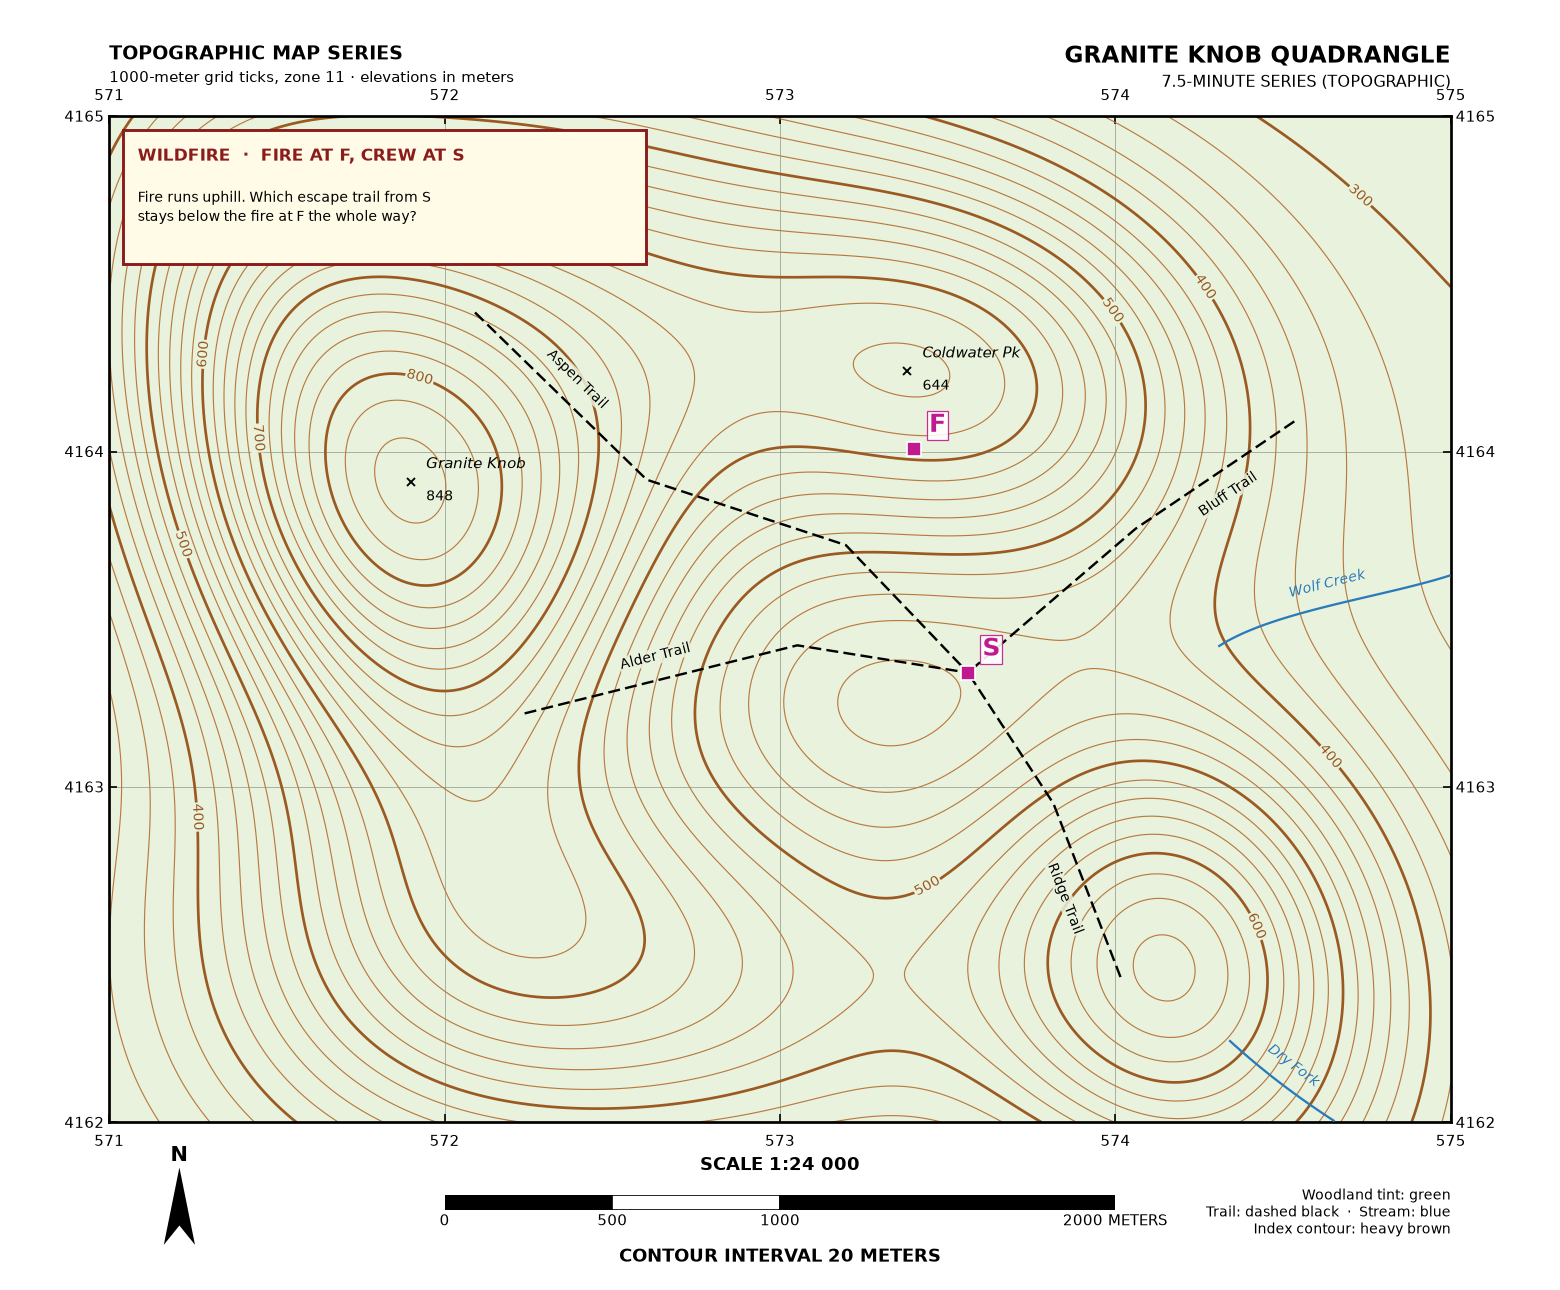 TOPOGRAPHIC MAP SERIES
1000-meter grid ticks, zone 11 · elevations in meters
GRANITE KNOB QUADRANGLE
7.5-MINUTE SERIES (TOPOGRAPHIC)
571 572 573 574 575
4165 4165
WILDFIRE · FIRE AT F, CREW AT S
Fire runs uphill. Which escape trail from S
stays below the fire at F the whole way?
300
400
500
600
Aspen Trail
Coldwater Pk
644
800
F
700
4164 4164
Granite Knob
848
Bluff Trail
500
Wolf Creek
S
Alder Trail
400
4163 4163
400
500
Ridge Trail
600
Dry Fork
4162 4162
571 572 573 574 575
N
SCALE 1:24 000
0 500 1000 2000 METERS
CONTOUR INTERVAL 20 METERS
Woodland tint: green
Trail: dashed black · Stream: blue
Index contour: heavy brown